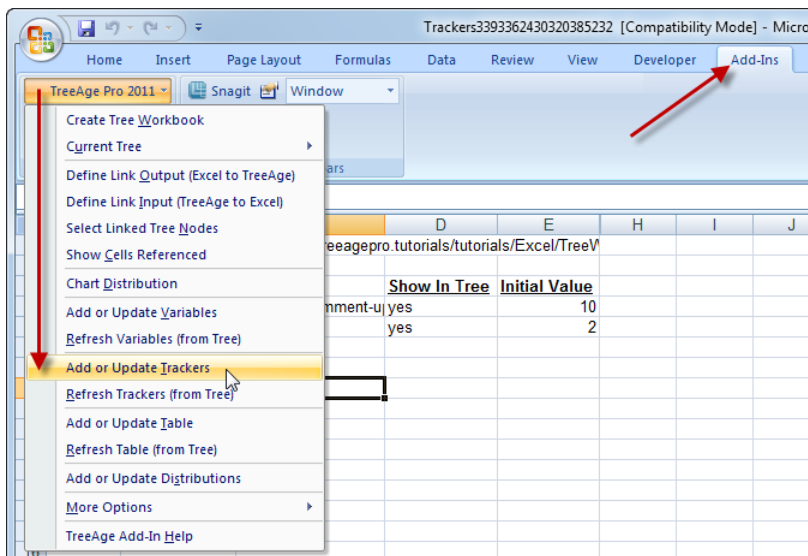 Trackers3393362430320385232 [Compatibility Mode] - Micro
Home Insert Page Layout Formulas Data Review View Developer Add-Ins
TreeAge Pro 2011 Snagit Window
Create Tree Workbook
Current Tree
ars
Define Link Output (Excel to TreeAge)
Define Link Input (TreeAge to Excel)
Select Linked Tree Nodes
D E H I J
Show Cells Referenced
reeagepro.tutorials/tutorials/Excel/TreeW
Chart Distribution
Show In Tree Initial Value
Add or Update Variables
mment-u yes 10
Refresh Variables (from Tree)
yes 2
Add or Update Trackers
Refresh Trackers (from Tree)
Add or Update Table
Refresh Table (from Tree)
Add or Update Distributions
More Options
TreeAge Add-In Help